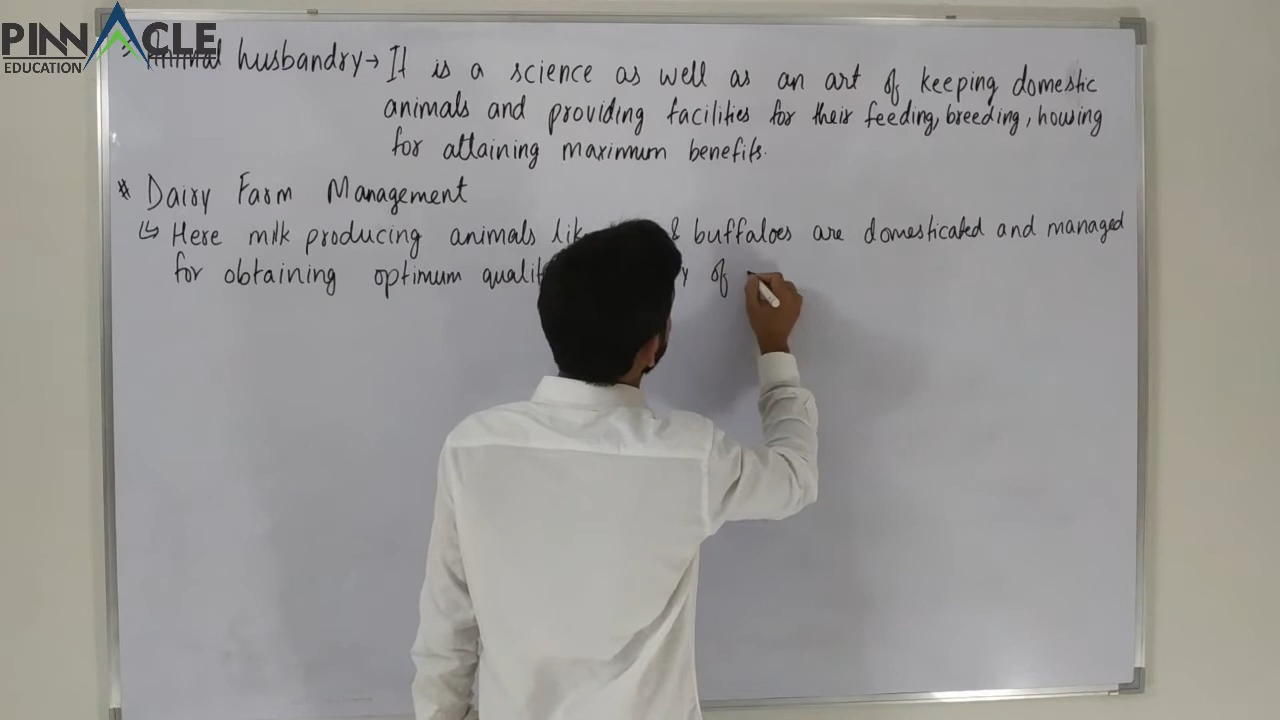 PINNACLE
EDUCATION
Animal husbandry → It is a science as well as an art of keeping domestic
animals and providing facilities for their feeding, breeding, housing
for attaining maximum benefits.
* Dairy Farm Management
↳ Here milk producing animals & buffaloes are domesticated and managed
for obtaining optimum of